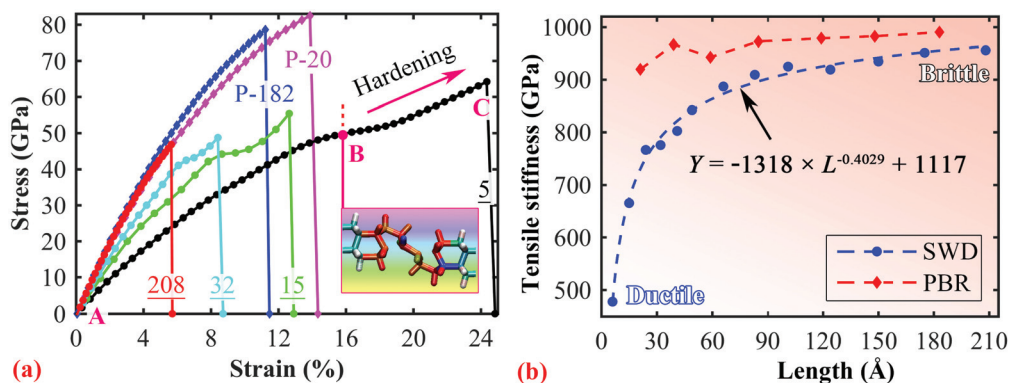 80
70
60
50
40
30
20
10
0
0
4
8
12
16
20
24
Stress (GPa)
Strain (%)
P-20
P-182
Hardening
A
B
C
208
32
15
5
(a)
1000
900
800
700
600
500
0
30
60
90
120
150
180
210
Tensile stiffness (GPa)
Length (Å)
Brittle
Ductile
Y = -1318 × L^-0.4029 + 1117
SWD
PBR
(b)